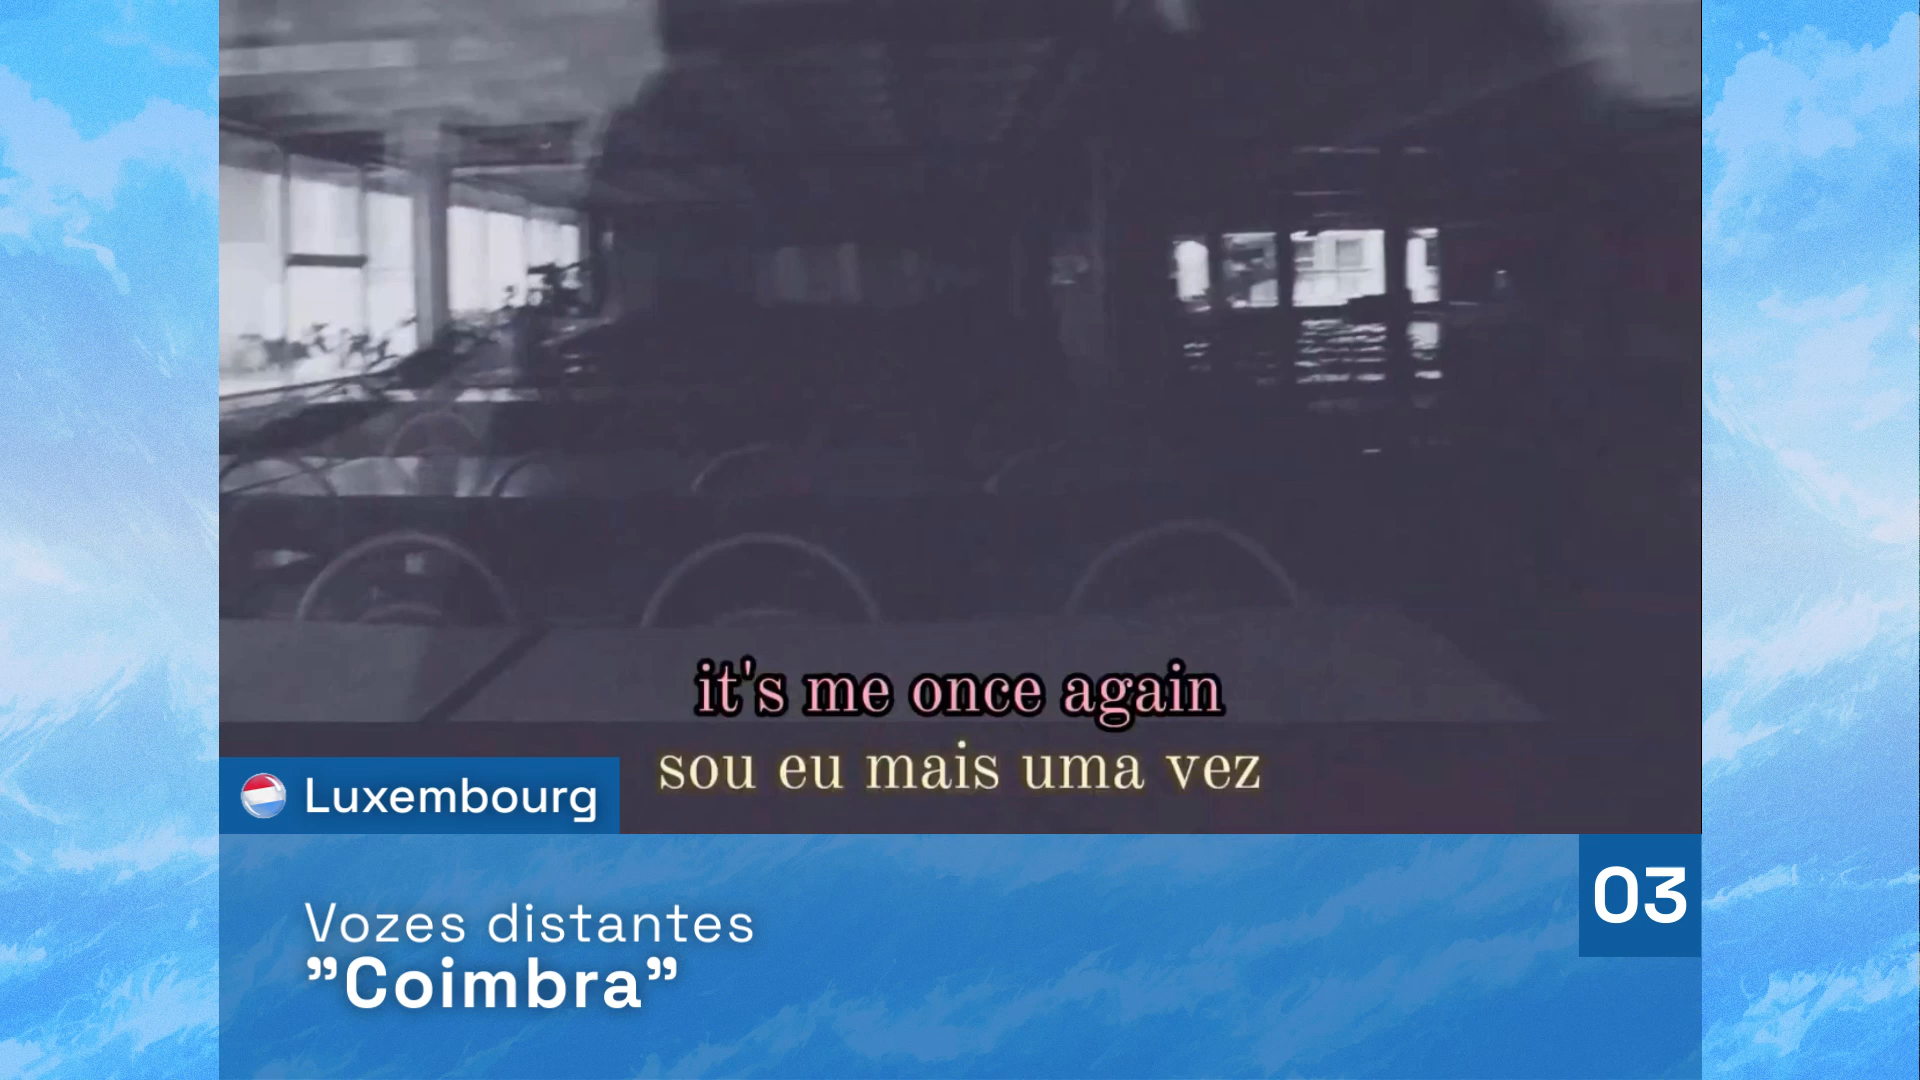 it's me once again
sou eu mais uma vez
Luxembourg
03
Vozes distantes
”Coimbra”